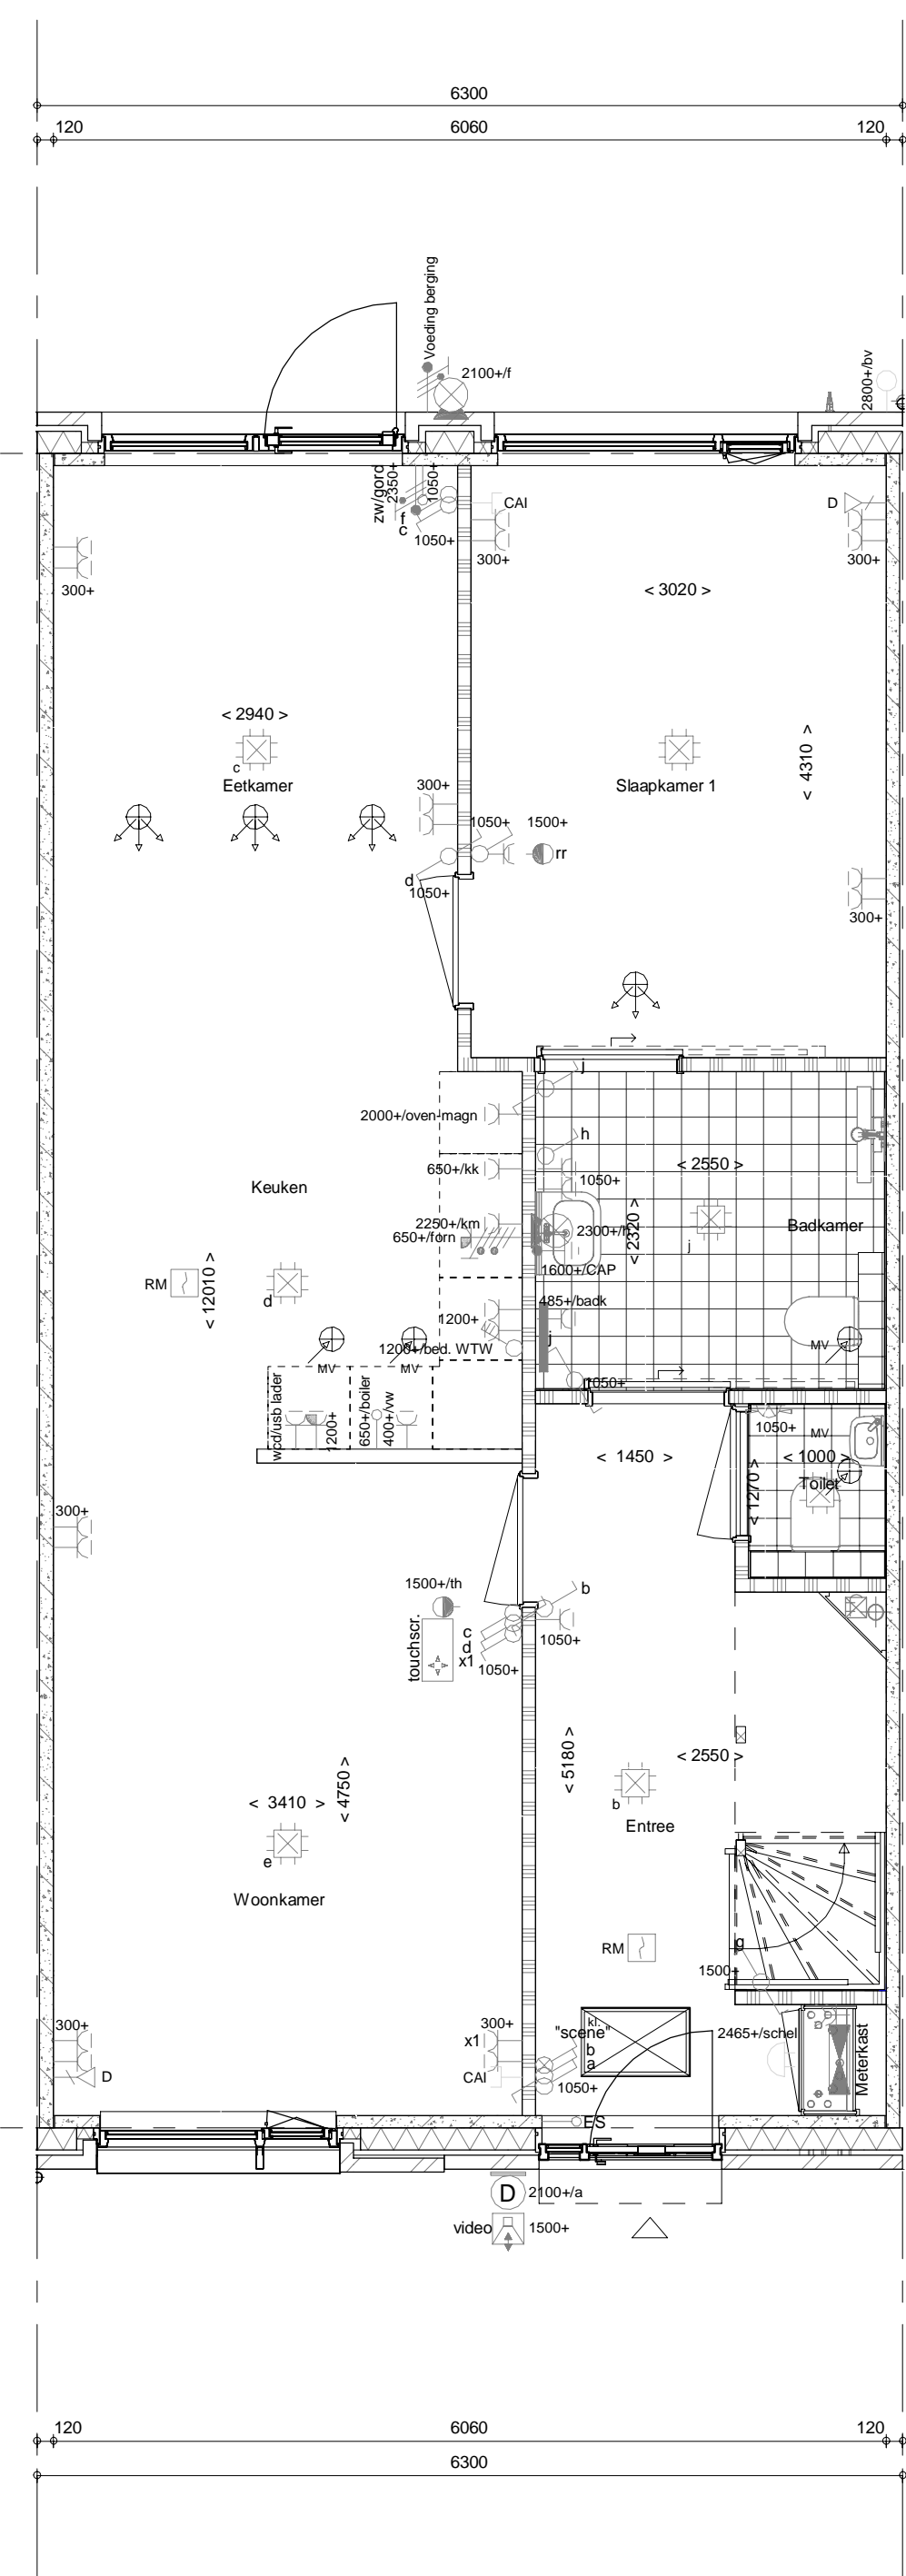 6300
120
6060
120
Voeding berging
2100+/f
2800+/bv
zw/gord
2350+
1050+
f
c
1050+
CAI
300+
D
300+
300+
< 3020 >
< 2940 >
c
Eetkamer
Slaapkamer 1
< 4310 >
300+
1050+
1500+
rr
d
1050+
300+
j
2000+/oven-magn
h
650+/kk
1050+
< 2550 >
Keuken
2250+/km
650+/forn
2300+/h
< 2320 >
Badkamer
j
1600+/CAP
RM
< 12010 >
d
485+/badk
1200+
j
1200+/bed. WTW
MV
MV
MV
wcd/usb lader
1200+
650+/boiler
400+/vw
1050+
1050+
MV
< 1450 >
< 1000 >
Toilet
< 1270 >
300+
1500+/th
b
touchscr.
c
d
x1
1050+
1050+
< 5180 >
< 2550 >
< 3410 >
< 4750 >
b
Entree
e
Woonkamer
RM
g
1500+
300+
D
300+
x1
kl.
"scene"
b
a
CAI
1050+
2465+/schel
Meterkast
ES
D
2100+/a
video
1500+
120
6060
120
6300